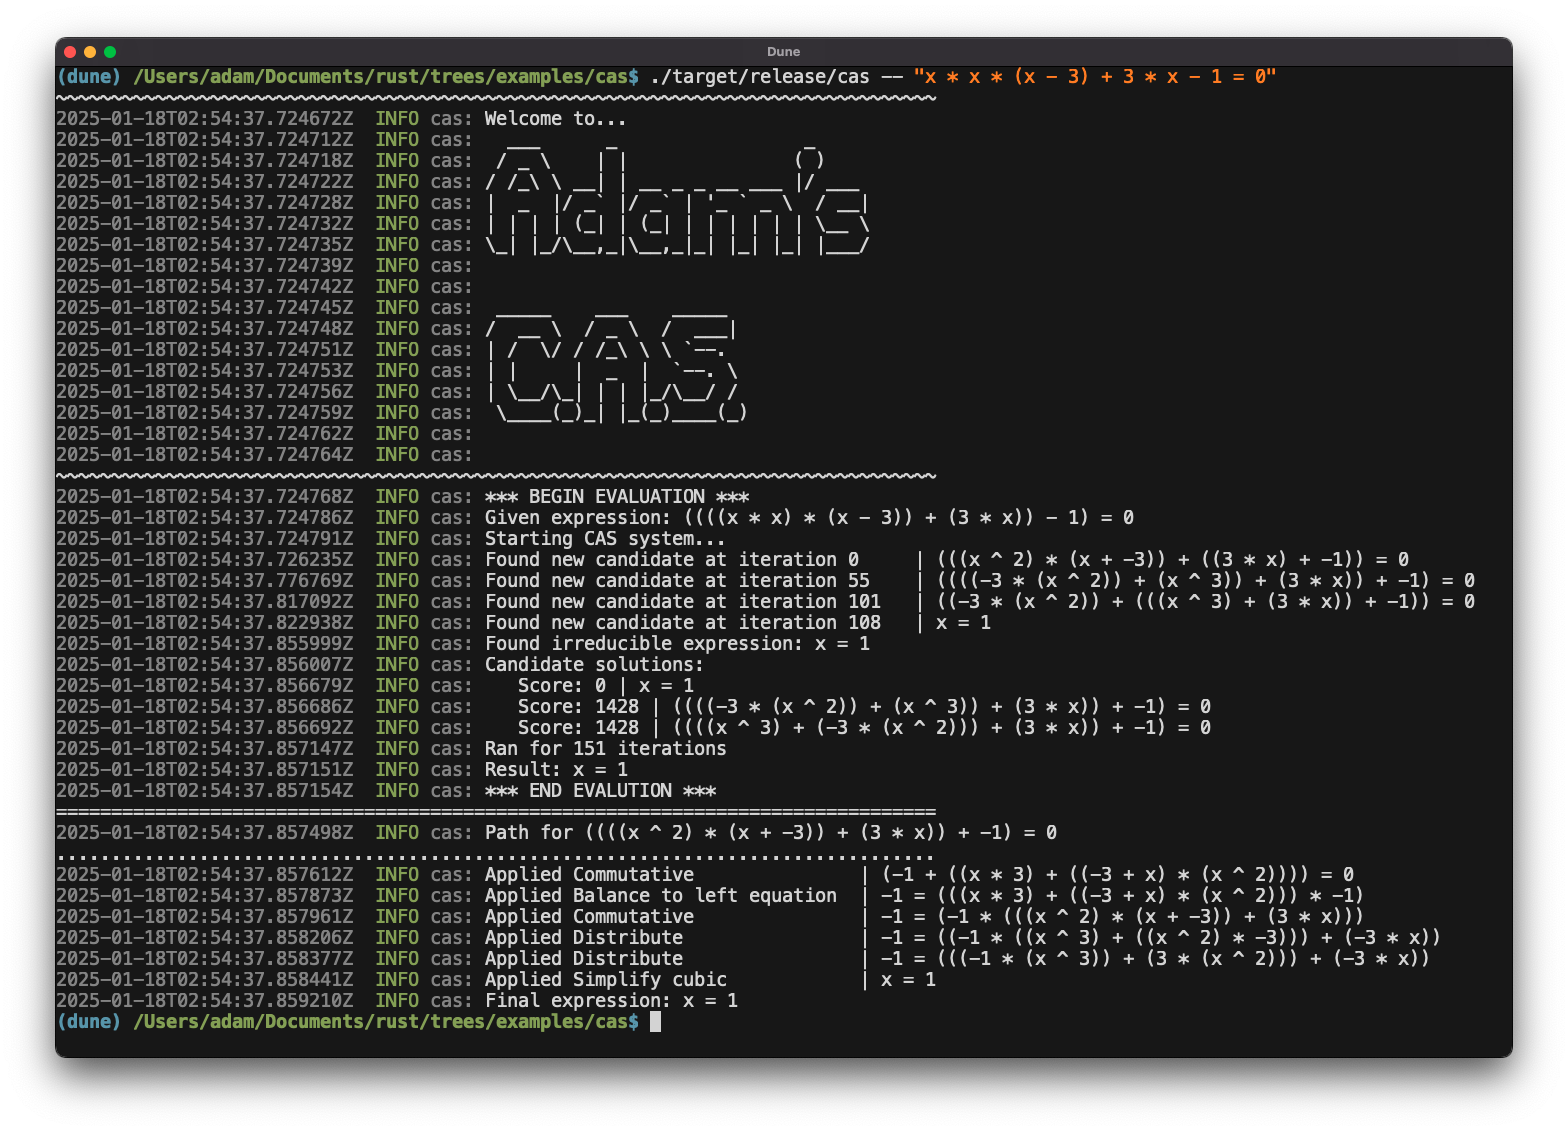 Dune
(dune) /Users/adam/Documents/rust/trees/examples/cas$ ./target/release/cas -- "x * x * (x - 3) + 3 * x - 1 = 0"
~~~~~~~~~~~~~~~~~~~~~~~~~~~~~~~~~~~~~~~~~~~~~~~~~~~~~~~~~~~~~~~~~~~~~~~~~~~~~~~~
2025-01-18T02:54:37.724672Z  INFO cas: Welcome to...
2025-01-18T02:54:37.724712Z  INFO cas:   ___      _                 _
2025-01-18T02:54:37.724718Z  INFO cas:  / _ \    | |               ( )
2025-01-18T02:54:37.724722Z  INFO cas: / /_\ \ __| | __ _ _ __ ___ |/ ___
2025-01-18T02:54:37.724728Z  INFO cas: |  _  |/ _` |/ _` | '_ ` _ \  / __|
2025-01-18T02:54:37.724732Z  INFO cas: | | | | (_| | (_| | | | | | | \__ \
2025-01-18T02:54:37.724735Z  INFO cas: \_| |_/\__,_|\__,_|_| |_| |_| |___/
2025-01-18T02:54:37.724739Z  INFO cas:
2025-01-18T02:54:37.724742Z  INFO cas:
2025-01-18T02:54:37.724745Z  INFO cas:  _____    ___    _____
2025-01-18T02:54:37.724748Z  INFO cas: /  __ \  / _ \  /  ___|
2025-01-18T02:54:37.724751Z  INFO cas: | /  \/ / /_\ \ \ `--.
2025-01-18T02:54:37.724753Z  INFO cas: | |     |  _  |  `--. \
2025-01-18T02:54:37.724756Z  INFO cas: | \__/\_| | | |_/\__/ /
2025-01-18T02:54:37.724759Z  INFO cas:  \____(_)_| |_(_)____(_)
2025-01-18T02:54:37.724762Z  INFO cas:
2025-01-18T02:54:37.724764Z  INFO cas:
~~~~~~~~~~~~~~~~~~~~~~~~~~~~~~~~~~~~~~~~~~~~~~~~~~~~~~~~~~~~~~~~~~~~~~~~~~~~~~~~
2025-01-18T02:54:37.724768Z  INFO cas: *** BEGIN EVALUATION ***
2025-01-18T02:54:37.724786Z  INFO cas: Given expression: ((((x * x) * (x - 3)) + (3 * x)) - 1) = 0
2025-01-18T02:54:37.724791Z  INFO cas: Starting CAS system...
2025-01-18T02:54:37.726235Z  INFO cas: Found new candidate at iteration 0     | (((x ^ 2) * (x + -3)) + ((3 * x) + -1)) = 0
2025-01-18T02:54:37.776769Z  INFO cas: Found new candidate at iteration 55    | ((((-3 * (x ^ 2)) + (x ^ 3)) + (3 * x)) + -1) = 0
2025-01-18T02:54:37.817092Z  INFO cas: Found new candidate at iteration 101   | ((-3 * (x ^ 2)) + (((x ^ 3) + (3 * x)) + -1)) = 0
2025-01-18T02:54:37.822938Z  INFO cas: Found new candidate at iteration 108   | x = 1
2025-01-18T02:54:37.855999Z  INFO cas: Found irreducible expression: x = 1
2025-01-18T02:54:37.856007Z  INFO cas: Candidate solutions:
2025-01-18T02:54:37.856679Z  INFO cas:    Score: 0 | x = 1
2025-01-18T02:54:37.856686Z  INFO cas:    Score: 1428 | ((((-3 * (x ^ 2)) + (x ^ 3)) + (3 * x)) + -1) = 0
2025-01-18T02:54:37.856692Z  INFO cas:    Score: 1428 | ((((x ^ 3) + (-3 * (x ^ 2))) + (3 * x)) + -1) = 0
2025-01-18T02:54:37.857147Z  INFO cas: Ran for 151 iterations
2025-01-18T02:54:37.857151Z  INFO cas: Result: x = 1
2025-01-18T02:54:37.857154Z  INFO cas: *** END EVALUTION ***
================================================================================
2025-01-18T02:54:37.857498Z  INFO cas: Path for ((((x ^ 2) * (x + -3)) + (3 * x)) + -1) = 0
................................................................................
2025-01-18T02:54:37.857612Z  INFO cas: Applied Commutative               | (-1 + ((x * 3) + ((-3 + x) * (x ^ 2)))) = 0
2025-01-18T02:54:37.857873Z  INFO cas: Applied Balance to left equation  | -1 = (((x * 3) + ((-3 + x) * (x ^ 2))) * -1)
2025-01-18T02:54:37.857961Z  INFO cas: Applied Commutative               | -1 = (-1 * (((x ^ 2) * (x + -3)) + (3 * x)))
2025-01-18T02:54:37.858206Z  INFO cas: Applied Distribute                | -1 = ((-1 * ((x ^ 3) + ((x ^ 2) * -3))) + (-3 * x))
2025-01-18T02:54:37.858377Z  INFO cas: Applied Distribute                | -1 = (((-1 * (x ^ 3)) + (3 * (x ^ 2))) + (-3 * x))
2025-01-18T02:54:37.858441Z  INFO cas: Applied Simplify cubic            | x = 1
2025-01-18T02:54:37.859210Z  INFO cas: Final expression: x = 1
(dune) /Users/adam/Documents/rust/trees/examples/cas$